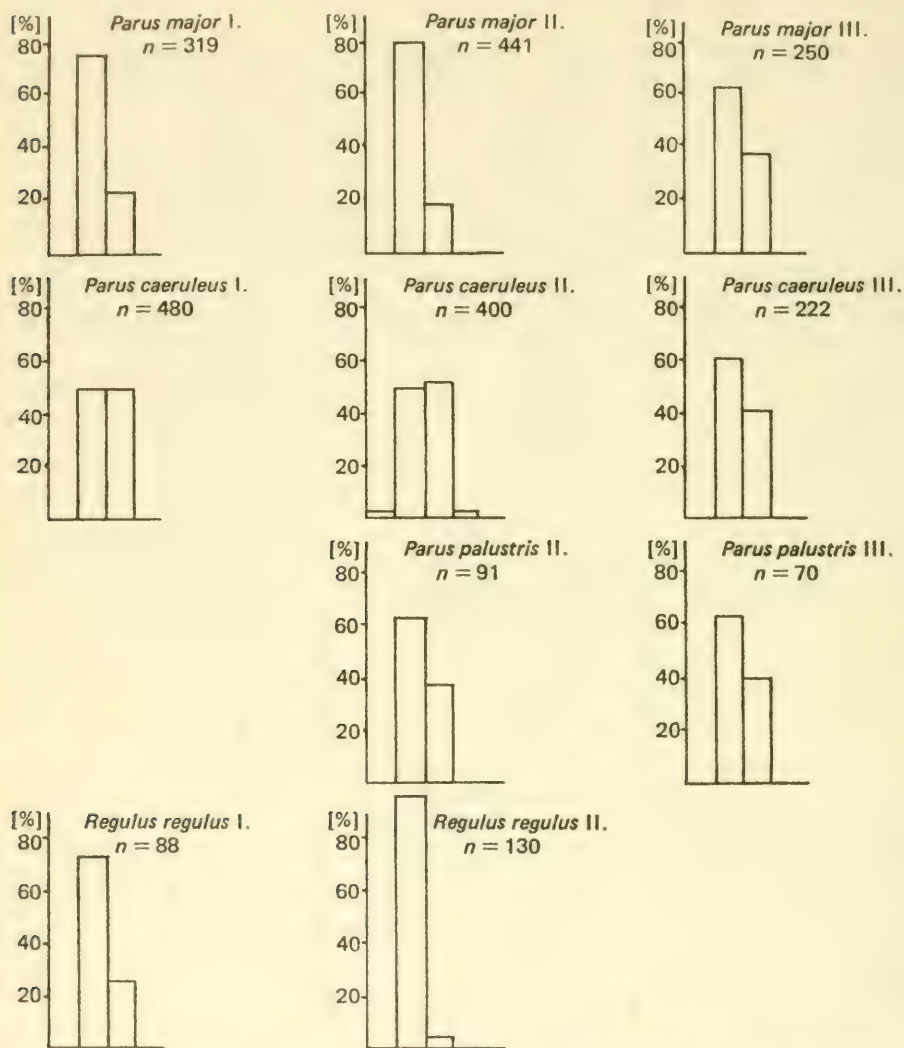 [%] Parus major I.
n = 319
80
60
40
20
[%] Parus major II.
n = 441
80
60
40
20
[%] Parus major III.
n = 250
80
60
40
20
[%] Parus caeruleus I.
n = 480
80
60
40
20
[%] Parus caeruleus II.
n = 400
80
60
40
20
[%] Parus caeruleus III.
n = 222
80
60
40
20
[%] Parus palustris II.
n = 91
80
60
40
20
[%] Parus palustris III.
n = 70
80
60
40
20
[%] Regulus regulus I.
n = 88
80
60
40
20
[%] Regulus regulus II.
n = 130
80
60
40
20